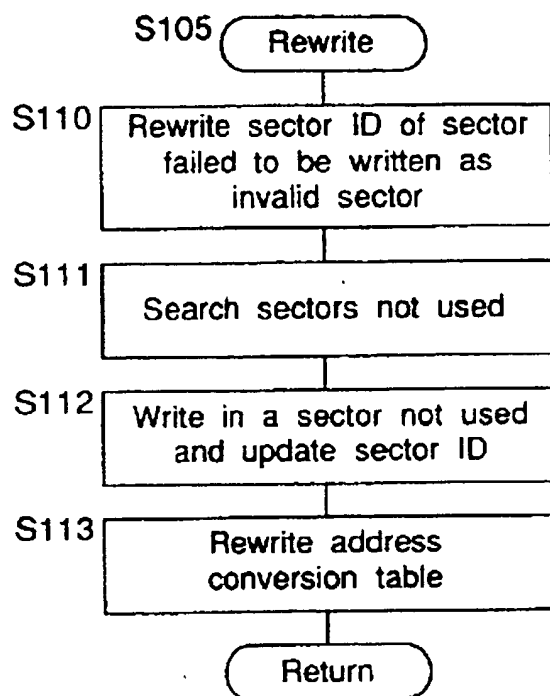 S105 Rewrite
S110 Rewrite sector ID of sector
failed to be written as
invalid sector
S111
Search sectors not used
S112 Write in a sector not used
and update sector ID
S113 Rewrite address
conversion table
Return